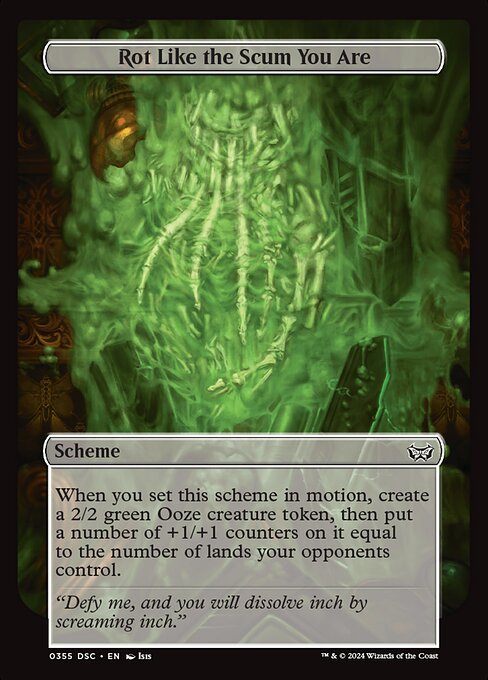 Rot Like the Scum You Are
Scheme
When you set this scheme in motion, create
a 2/2 green Ooze creature token, then put
a number of +1/+1 counters on it equal
to the number of lands your opponents
control.
“Defy me, and you will dissolve inch by
screaming inch.”
0355 DSC • EN Isis
™ & © 2024 Wizards of the Coast